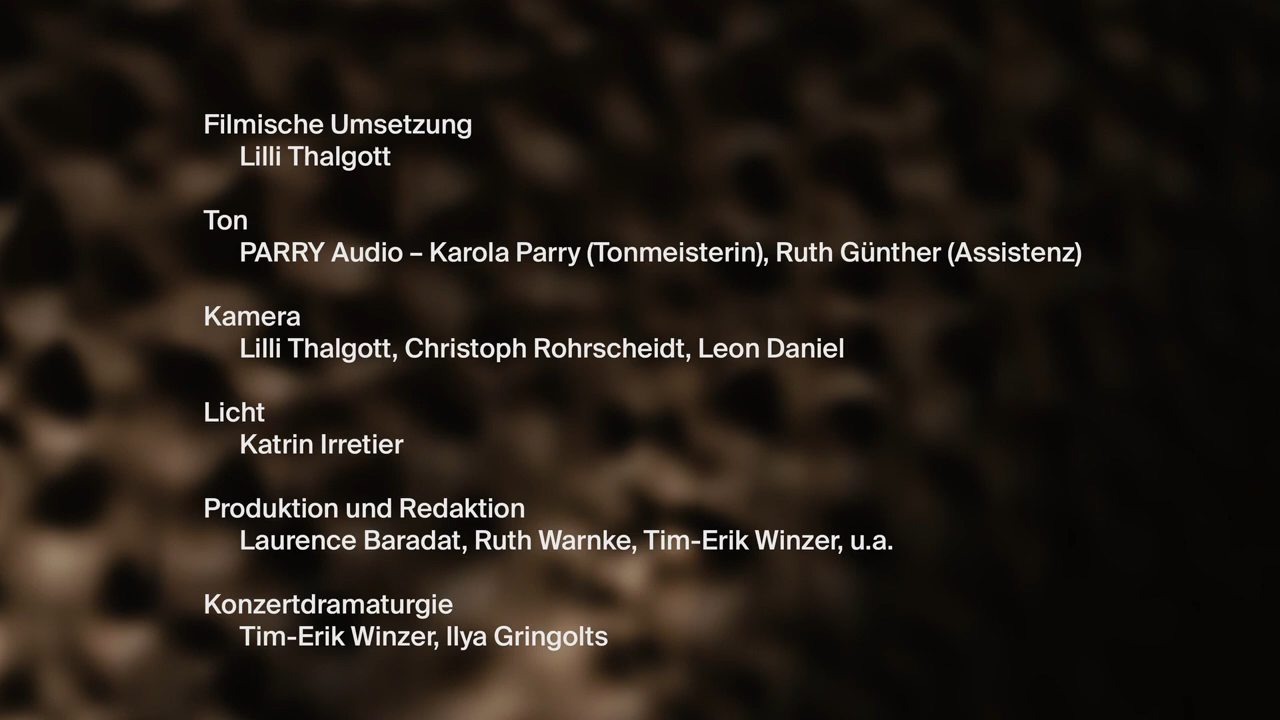 Filmische Umsetzung
Lilli Thalgott
Ton
PARRY Audio – Karola Parry (Tonmeisterin), Ruth Günther (Assistenz)
Kamera
Lilli Thalgott, Christoph Rohrscheidt, Leon Daniel
Licht
Katrin Irretier
Produktion und Redaktion
Laurence Baradat, Ruth Warnke, Tim-Erik Winzer, u.a.
Konzertdramaturgie
Tim-Erik Winzer, Ilya Gringolts